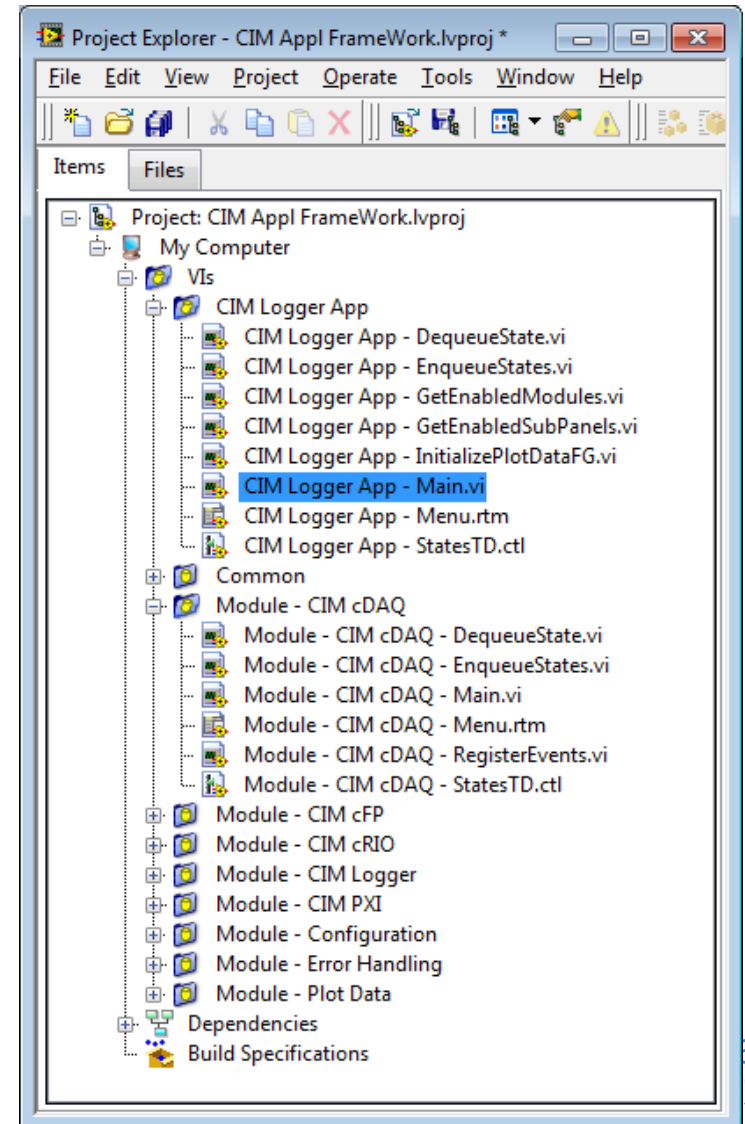 Project Explorer - CIM Appl FrameWork.lvproj *
File Edit View Project Operate Tools Window Help
Items Files
Project: CIM Appl FrameWork.lvproj
My Computer
VIs
CIM Logger App
CIM Logger App - DequeueState.vi
CIM Logger App - EnqueueStates.vi
CIM Logger App - GetEnabledModules.vi
CIM Logger App - GetEnabledSubPanels.vi
CIM Logger App - InitializePlotDataFG.vi
CIM Logger App - Main.vi
CIM Logger App - Menu.rtm
CIM Logger App - StatesTD.ctl
Common
Module - CIM cDAQ
Module - CIM cDAQ - DequeueState.vi
Module - CIM cDAQ - EnqueueStates.vi
Module - CIM cDAQ - Main.vi
Module - CIM cDAQ - Menu.rtm
Module - CIM cDAQ - RegisterEvents.vi
Module - CIM cDAQ - StatesTD.ctl
Module - CIM cFP
Module - CIM cRIO
Module - CIM Logger
Module - CIM PXI
Module - Configuration
Module - Error Handling
Module - Plot Data
Dependencies
Build Specifications